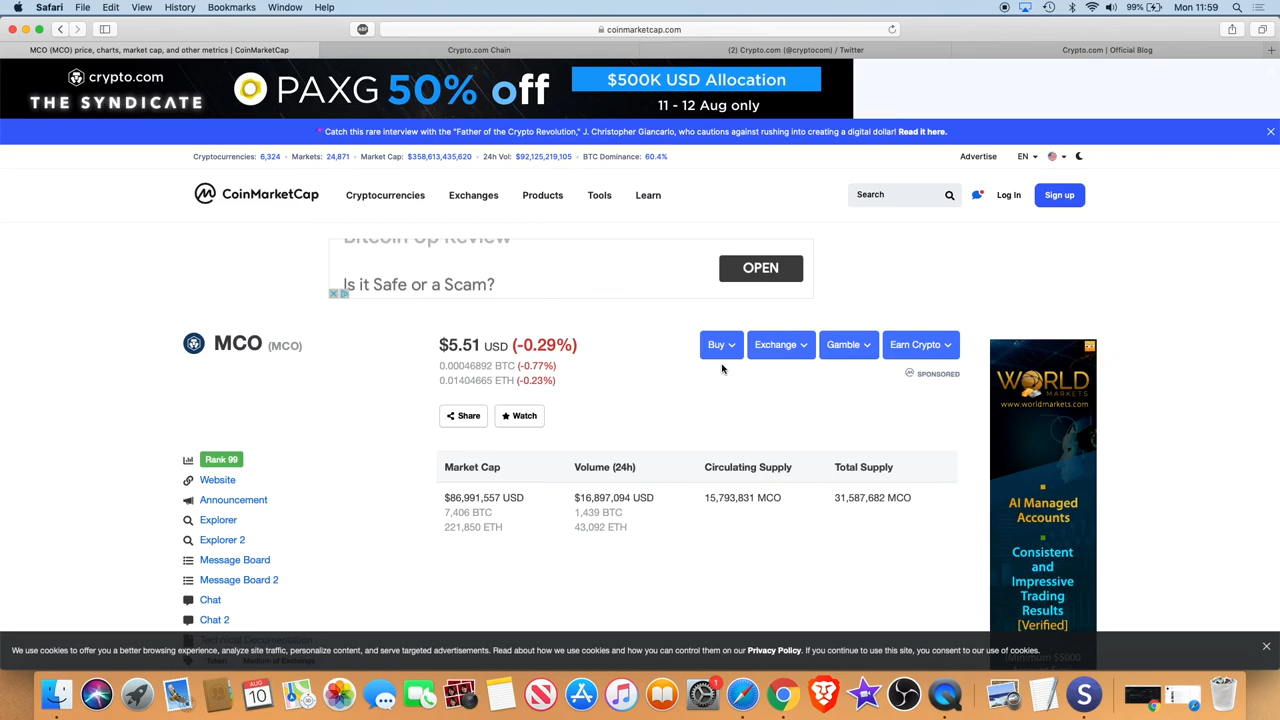 Safari File Edit View History Bookmarks Window Help 99% Mon 11:59
ABP coinmarketcap.com
MCO (MCO) price, charts, market cap, and other metrics | CoinMarketCap Crypto.com Chain (2) Crypto.com (@cryptocom) / Twitter Crypto.com | Official Blog
crypto.com
THE SYNDICATE
PAXG 50% off
$500K USD Allocation
11 - 12 Aug only
Catch this rare interview with the "Father of the Crypto Revolution," J. Christopher Giancarlo, who cautions against rushing into creating a digital dollar! Read it here.
Cryptocurrencies: 6,324 • Markets: 24,871 • Market Cap: $358,613,435,620 • 24h Vol: $92,125,219,105 • BTC Dominance: 60.4% Advertise EN
CoinMarketCap Cryptocurrencies Exchanges Products Tools Learn Search Log In Sign up
Bitcoin Up Review
Is it Safe or a Scam?
OPEN
MCO (MCO)
$5.51 USD (-0.29%)
0.00046892 BTC (-0.77%)
0.01404665 ETH (-0.23%)
Buy Exchange Gamble Earn Crypto
SPONSORED
Share Watch
Rank 99
Website
Announcement
Explorer
Explorer 2
Message Board
Message Board 2
Chat
Chat 2
Technical Documentation
Market Cap Volume (24h) Circulating Supply Total Supply
$86,991,557 USD $16,897,094 USD 15,793,831 MCO 31,587,682 MCO
7,406 BTC 1,439 BTC
221,850 ETH 43,092 ETH
WORLD
MARKETS
www.worldmarkets.com
AI Managed
Accounts
Consistent
and
Impressive
Trading
Results
[Verified]
(Minimum $5000
We use cookies to offer you a better browsing experience, analyze site traffic, personalize content, and serve targeted advertisements. Read about how we use cookies and how you can control them on our Privacy Policy. If you continue to use this site, you consent to our use of cookies.
AUG
10
1